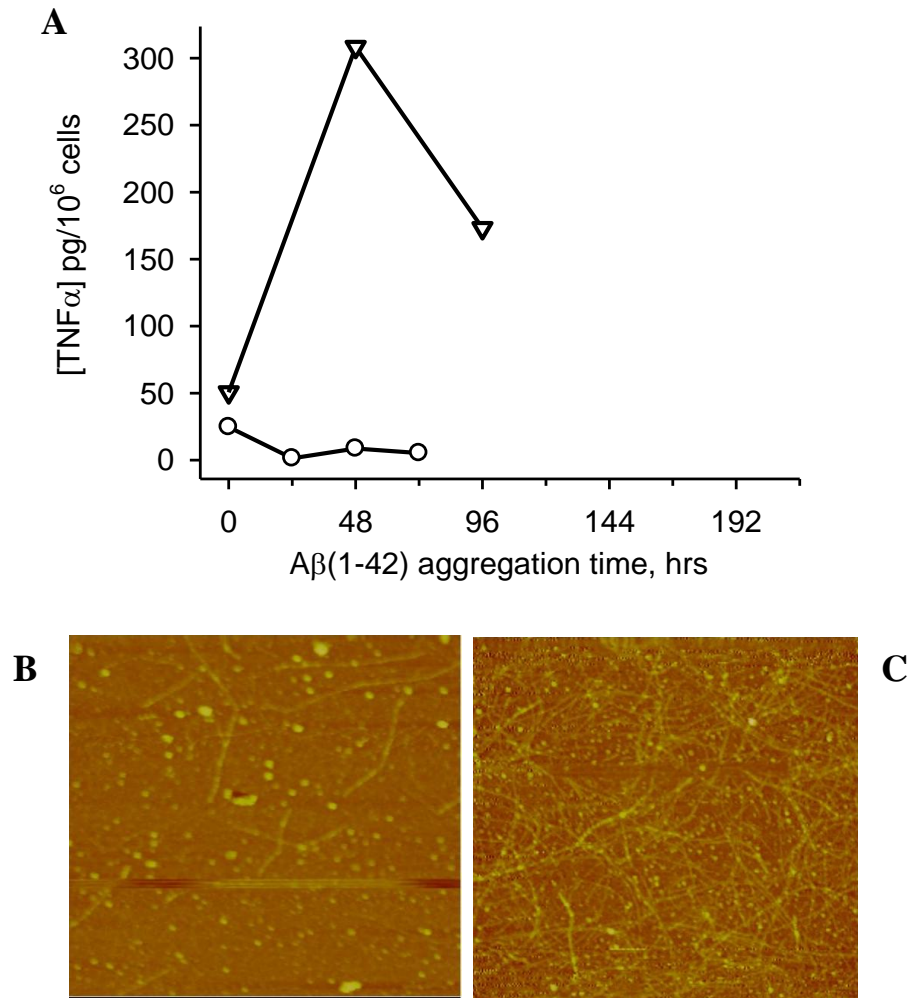 A
300
250
200
150
100
50
0
[TNFα] pg/10⁶ cells
0 48 96 144 192
Aβ(1-42) aggregation time, hrs
B
C